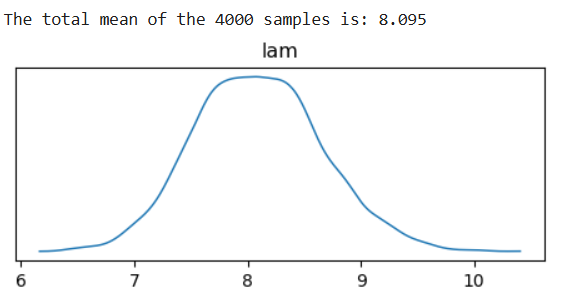 The total mean of the 4000 samples is: 8.095
lam
6 7 8 9 10